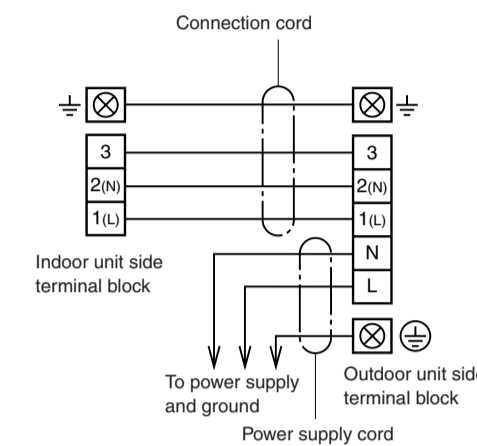 Connection cord
3
3
2(N)
2(N)
1(L)
1(L)
N
Indoor unit side
terminal block
L
To power supply
and ground
Outdoor unit sid
terminal block
Power supply cord